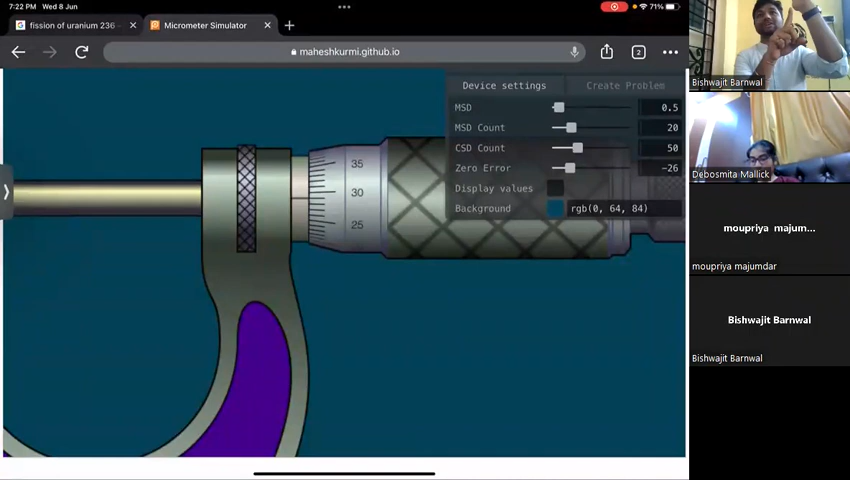 7:22 PM Wed 8 Jun
71%
fission of uranium 236 -
Micrometer Simulator
maheshkurmi.github.io
2
Device settings
Create Problem
MSD 0.5
MSD Count 20
CSD Count 50
Zero Error -26
Display values
Background rgb(0, 64, 84)
35
30
25
Bishwajit Barnwal
Debosmita Mallick
moupriya majum...
moupriya majumdar
Bishwajit Barnwal
Bishwajit Barnwal